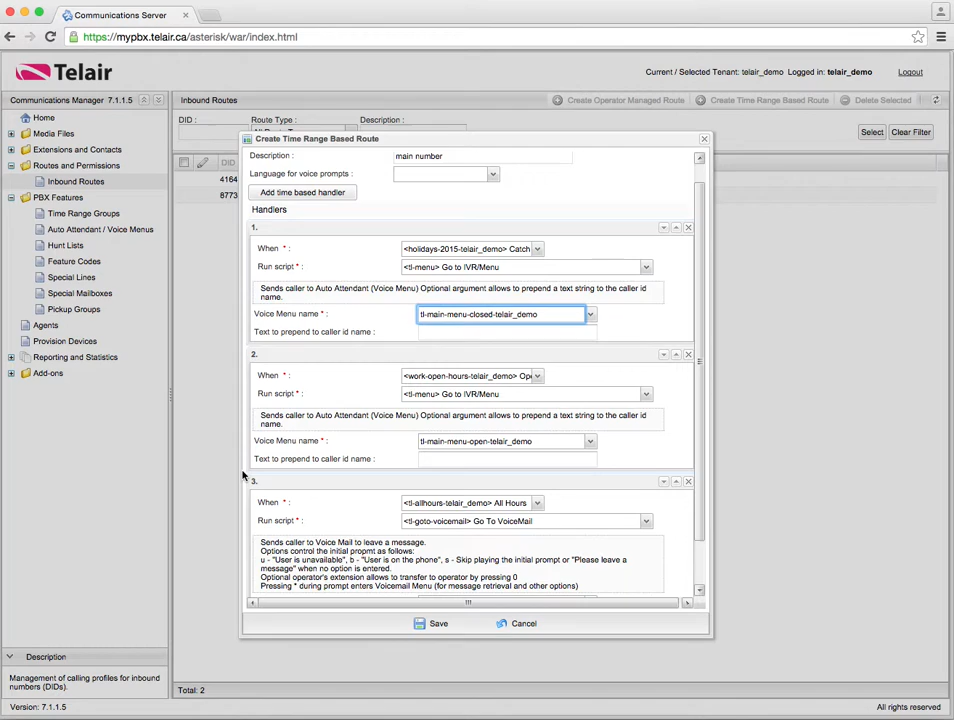 Communications Server
https://mypbx.telair.ca/asterisk/war/index.html
Telair
Current / Selected Tenant: telair_demo Logged in: telair_demo Logout
Communications Manager 7.1.1.5
Inbound Routes
Create Operator Managed Route
Create Time Range Based Route
Delete Selected
Home
Media Files
Extensions and Contacts
Routes and Permissions
Inbound Routes
PBX Features
Time Range Groups
Auto Attendant / Voice Menus
Hunt Lists
Feature Codes
Special Lines
Special Mailboxes
Pickup Groups
Agents
Provision Devices
Reporting and Statistics
Add-ons
DID : Route Type : Description :
Select Clear Filter
DID
4164
8773
Create Time Range Based Route
Description : main number
Language for voice prompts :
Add time based handler
Handlers
1.
When * : <holidays-2015-telair_demo> Catch
Run script * : <tl-menu> Go to IVR/Menu
Sends caller to Auto Attendant (Voice Menu) Optional argument allows to prepend a text string to the caller id
name.
Voice Menu name * : tl-main-menu-closed-telair_demo
Text to prepend to caller id name :
2.
When * : <work-open-hours-telair_demo> Ope
Run script * : <tl-menu> Go to IVR/Menu
Sends caller to Auto Attendant (Voice Menu) Optional argument allows to prepend a text string to the caller id
name.
Voice Menu name * : tl-main-menu-open-telair_demo
Text to prepend to caller id name :
3.
When * : <tl-allhours-telair_demo> All Hours
Run script * : <tl-goto-voicemail> Go To VoiceMail
Sends caller to Voice Mail to leave a message.
Options control the initial propmt as follows:
u - "User is unavailable", b - "User is on the phone", s - Skip playing the initial prompt or "Please leave a
message" when no option is entered.
Optional operator's extension allows to transfer to operator by pressing 0
Pressing * during prompt enters Voicemail Menu (for message retrieval and other options)
Save Cancel
Description
Management of calling profiles for inbound
numbers (DIDs).
Total: 2
Version: 7.1.1.5
All rights reserved